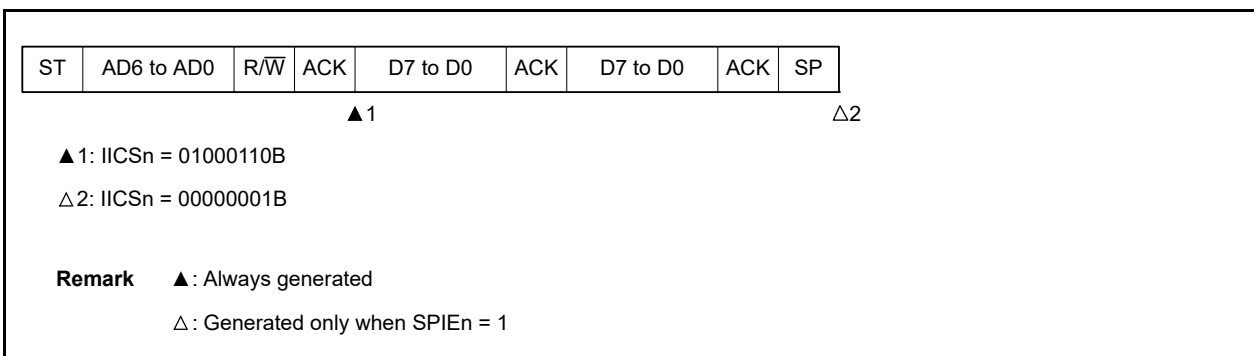 ST AD6 to AD0 R/W̅ ACK D7 to D0 ACK D7 to D0 ACK SP
▲1 △2
▲1: IICSn = 01000110B
△2: IICSn = 00000001B
Remark ▲: Always generated
△: Generated only when SPIEn = 1